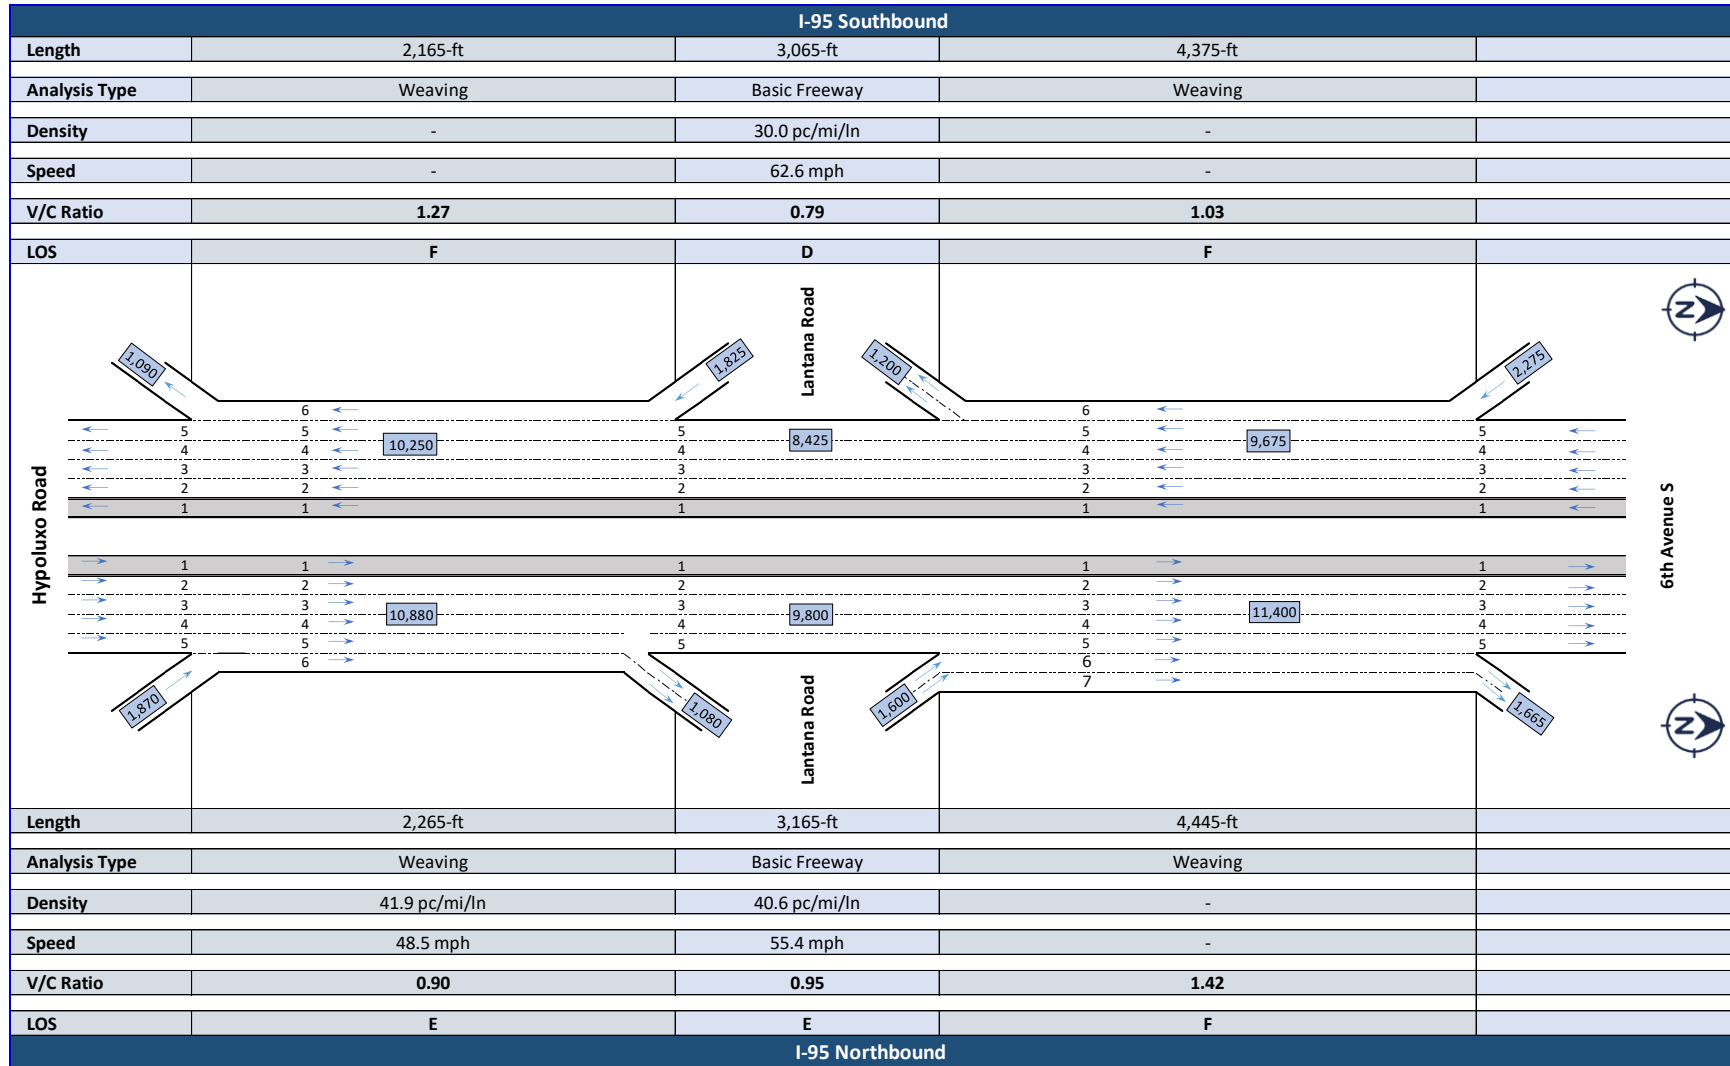 I-95 Southbound
Length 2,165-ft 3,065-ft 4,375-ft
Analysis Type Weaving Basic Freeway Weaving
Density - 30.0 pc/mi/ln -
Speed - 62.6 mph -
V/C Ratio 1.27 0.79 1.03
LOS F D F
Lantana Road
Z
1,090 1,825 1,200 2,275
6 6
5 5 5 5 5
10,250 8,425 9,675
4 4 4 4 4
3 3 3 3 3
2 2 2 2 2
1 1 1 1 1
Hypoluxo Road
6th Avenue S
1 1 1 1 1
2 2 2 2 2
3 3 3 3 3
10,880 9,800 11,400
4 4 4 4 4
5 5 5 5 5
6 6
7
1,870 1,080 1,600 1,665
Lantana Road
Z
Length 2,265-ft 3,165-ft 4,445-ft
Analysis Type Weaving Basic Freeway Weaving
Density 41.9 pc/mi/ln 40.6 pc/mi/ln -
Speed 48.5 mph 55.4 mph -
V/C Ratio 0.90 0.95 1.42
LOS E E F
I-95 Northbound